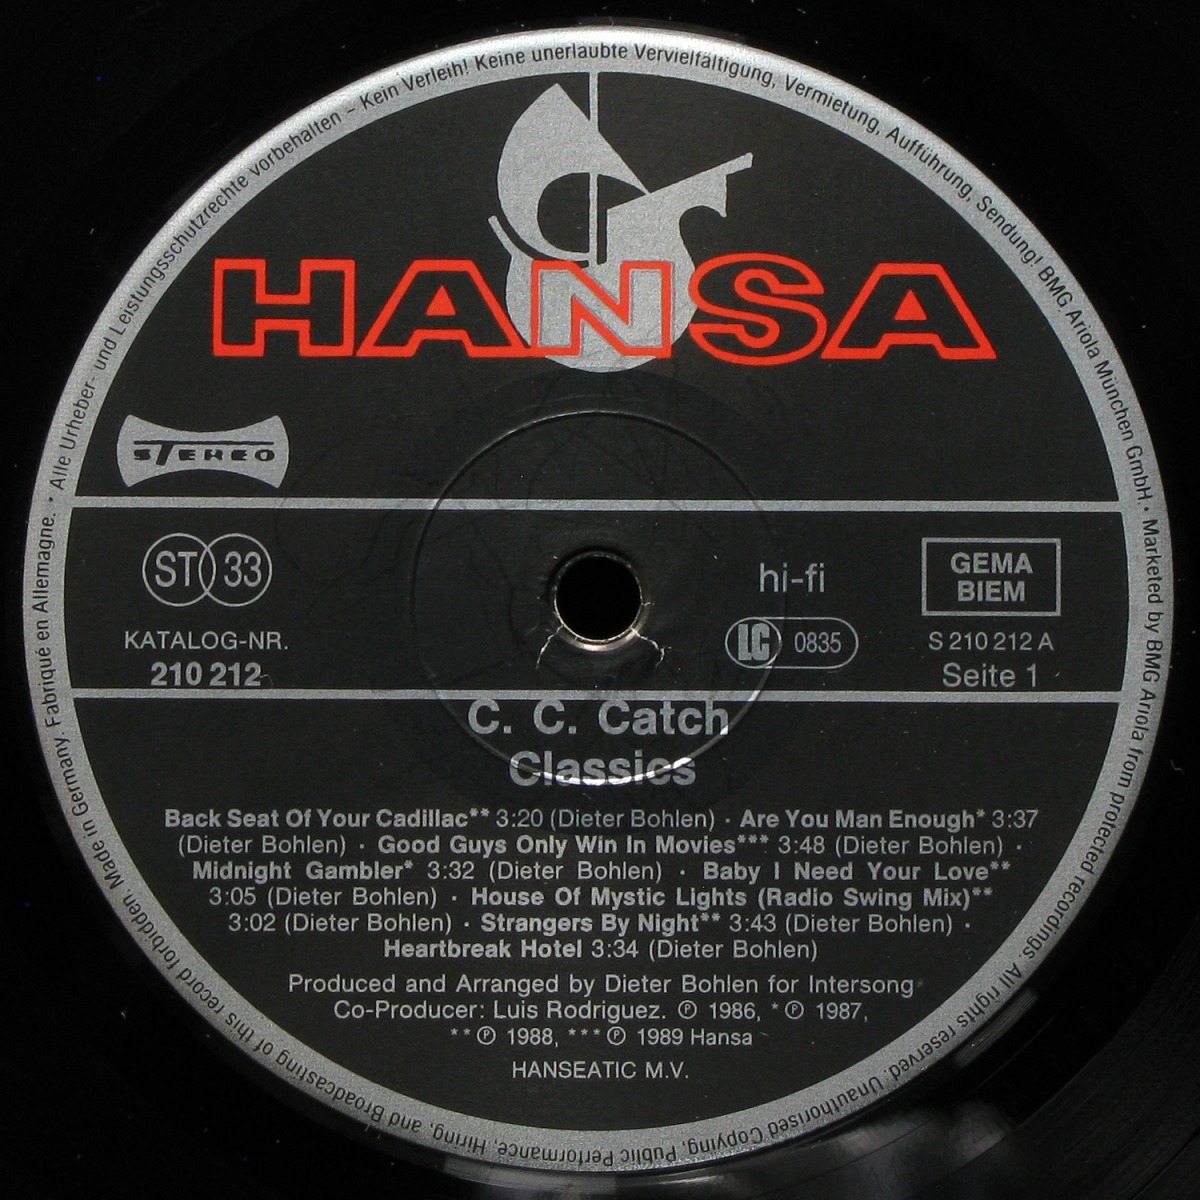 Alle Urheber- und Leistungsschutzrechte vorbehalten – Kein Verleih! Keine unerlaubte Vervielfältigung, Vermietung, Aufführung, Sendung! BMG Ariola München GmbH. · Marketed by BMG Ariola from protected recordings. All rights reserved. Unauthorised Copying, Public Performance, Hiring, and Broadcasting of this record forbidden. Made in Germany. Fabriqué en Allemagne. ·
HANSA
STEREO
ST 33
hi-fi
GEMA
BIEM
KATALOG-NR.
LC 0835
S 210 212 A
210 212
Seite 1
C. C. Catch
Classics
Back Seat Of Your Cadillac** 3:20 (Dieter Bohlen) · Are You Man Enough* 3:37
(Dieter Bohlen) · Good Guys Only Win In Movies*** 3:48 (Dieter Bohlen) ·
Midnight Gambler* 3:32 (Dieter Bohlen) · Baby I Need Your Love**
3:05 (Dieter Bohlen) · House Of Mystic Lights (Radio Swing Mix)**
3:02 (Dieter Bohlen) · Strangers By Night** 3:43 (Dieter Bohlen) ·
Heartbreak Hotel 3:34 (Dieter Bohlen)
Produced and Arranged by Dieter Bohlen for Intersong
Co-Producer: Luis Rodriguez. ℗ 1986, * ℗ 1987,
** ℗ 1988, *** ℗ 1989 Hansa
HANSEATIC M.V.